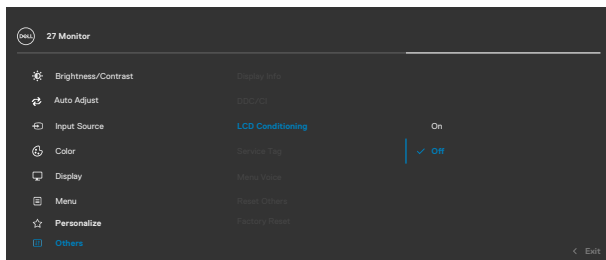 DELL 27 Monitor
Brightness/Contrast Display Info
Auto Adjust DDC/CI
Input Source LCD Conditioning On
Color Service Tag ✓ Off
Display Menu Voice
Menu Reset Others
Personalize Factory Reset
Others
< Exit